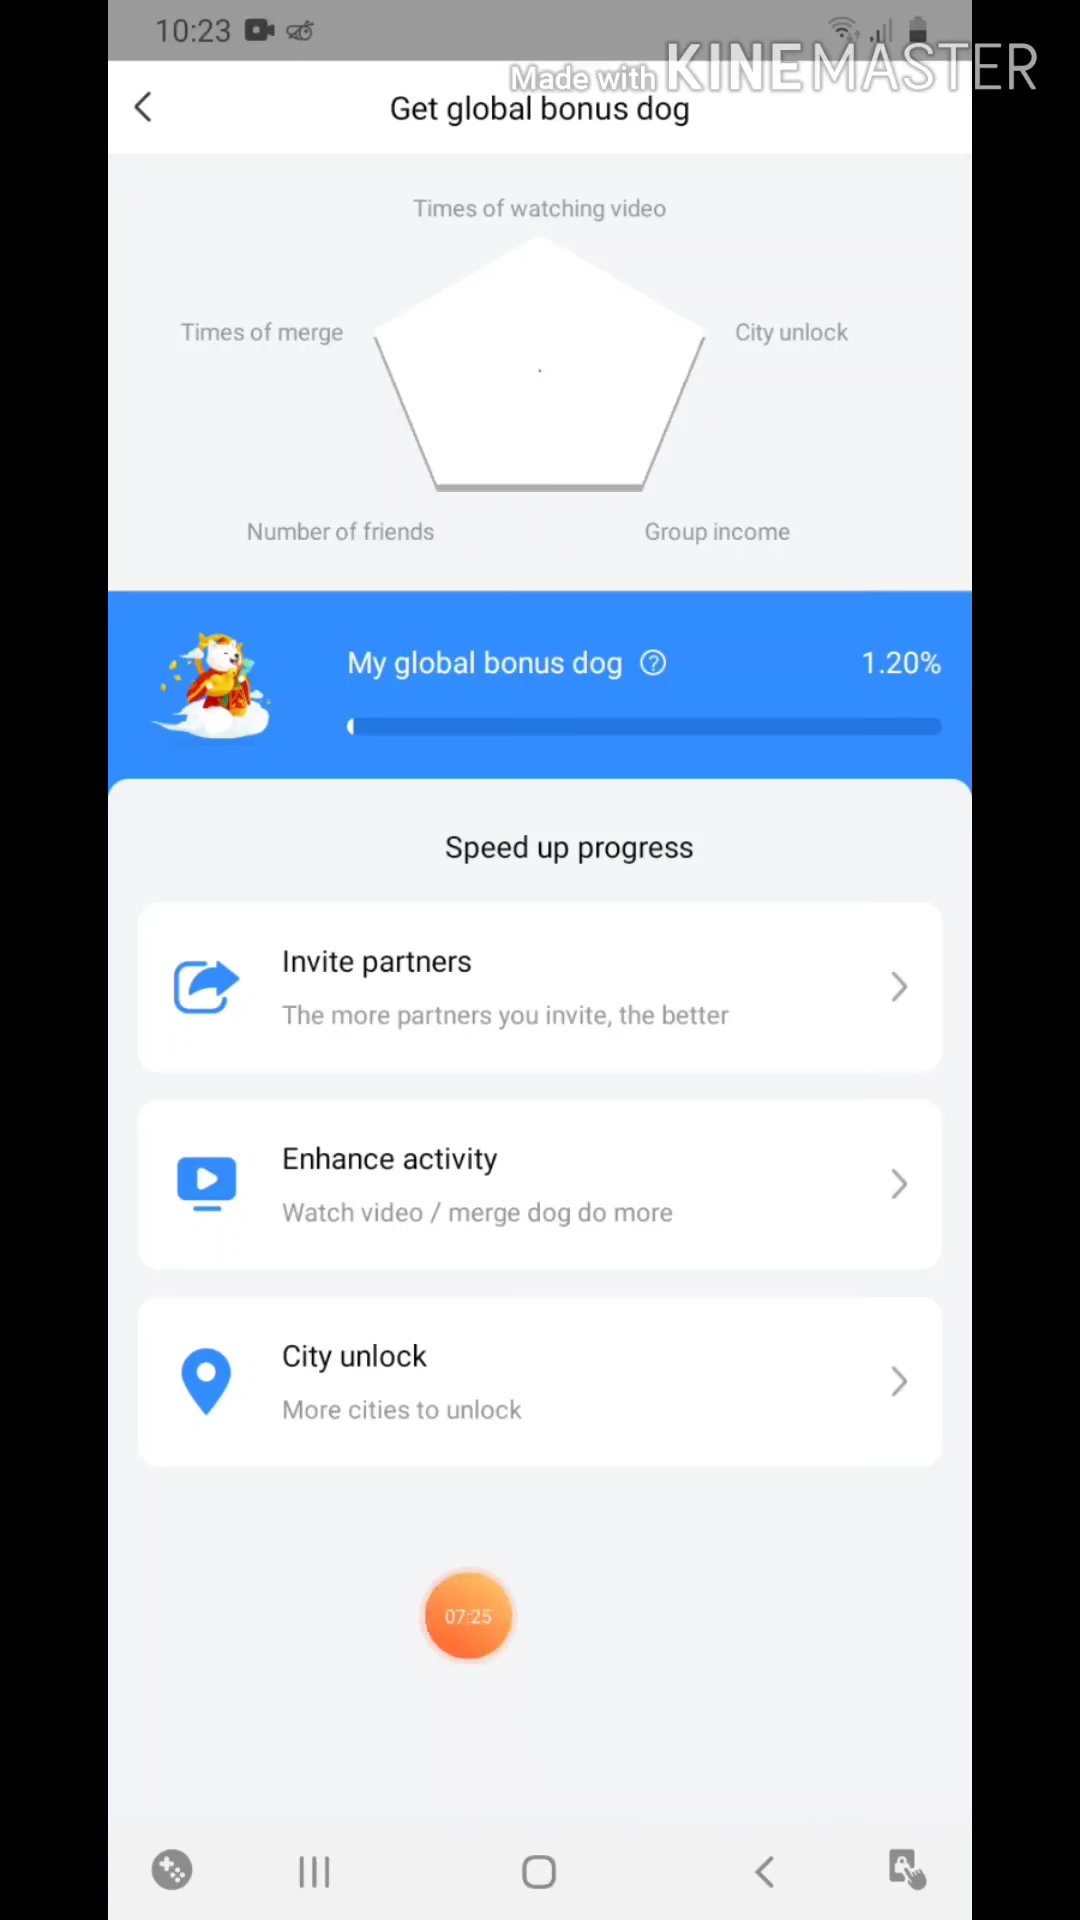 10:23
Made with KINEMASTER
Get global bonus dog
Times of watching video
Times of merge
City unlock
Number of friends
Group income
My global bonus dog ?
1.20%
Speed up progress
Invite partners
The more partners you invite, the better
Enhance activity
Watch video / merge dog do more
City unlock
More cities to unlock
07:25